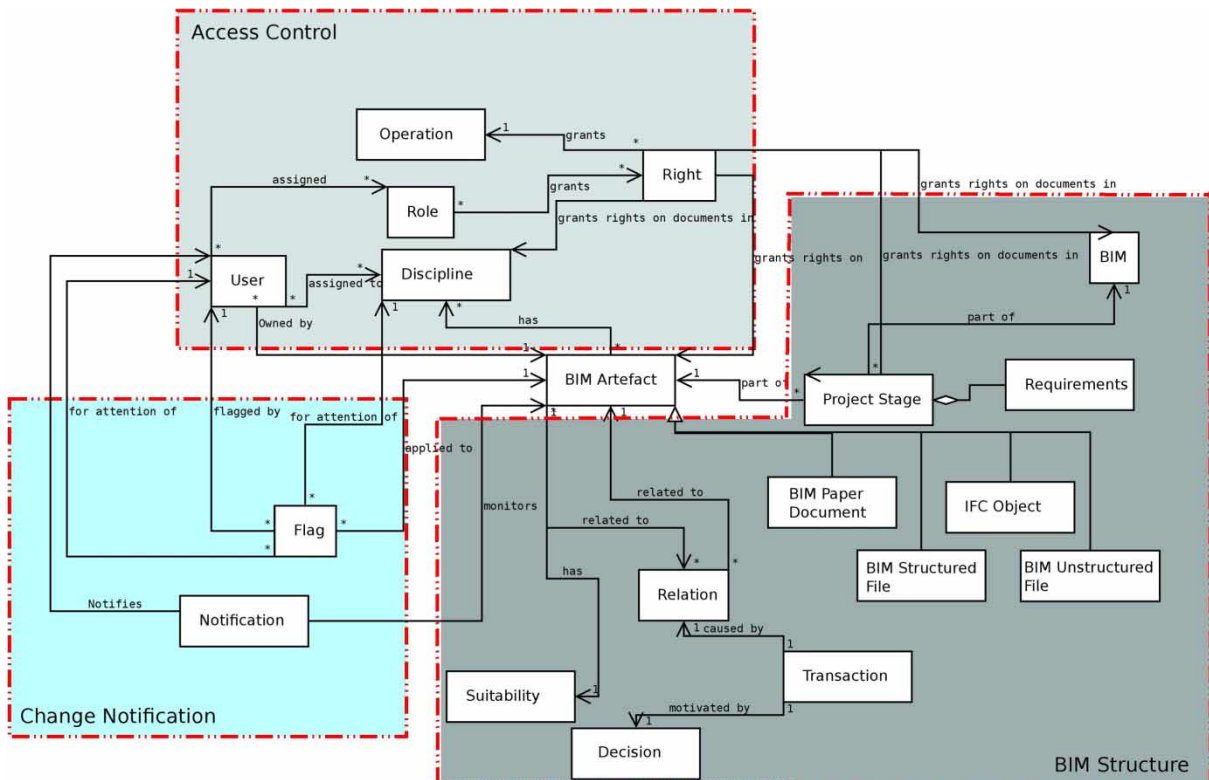 Access Control
Operation
1
grants
*
assigned
*
Role
*
grants
*
Right
grants rights on documents in
grants rights on documents in
*
User
1
*
*
assigned to
*
Discipline
grants rights on
grants rights on documents in
BIM
1
Owned by
1
1
*
has
part of
1
*
BIM Artefact
1
1
part of
*
*
Project Stage
Requirements
for attention of
flagged by
for attention of
applied to
*
1
*
Flag
*
*
monitors
related to
related to
has
*
*
BIM Paper
Document
IFC Object
BIM Structured
File
BIM Unstructured
File
Notifies
Notification
Relation
1
caused by
1
Transaction
Suitability
1
motivated by
1
1
Decision
Change Notification
BIM Structure